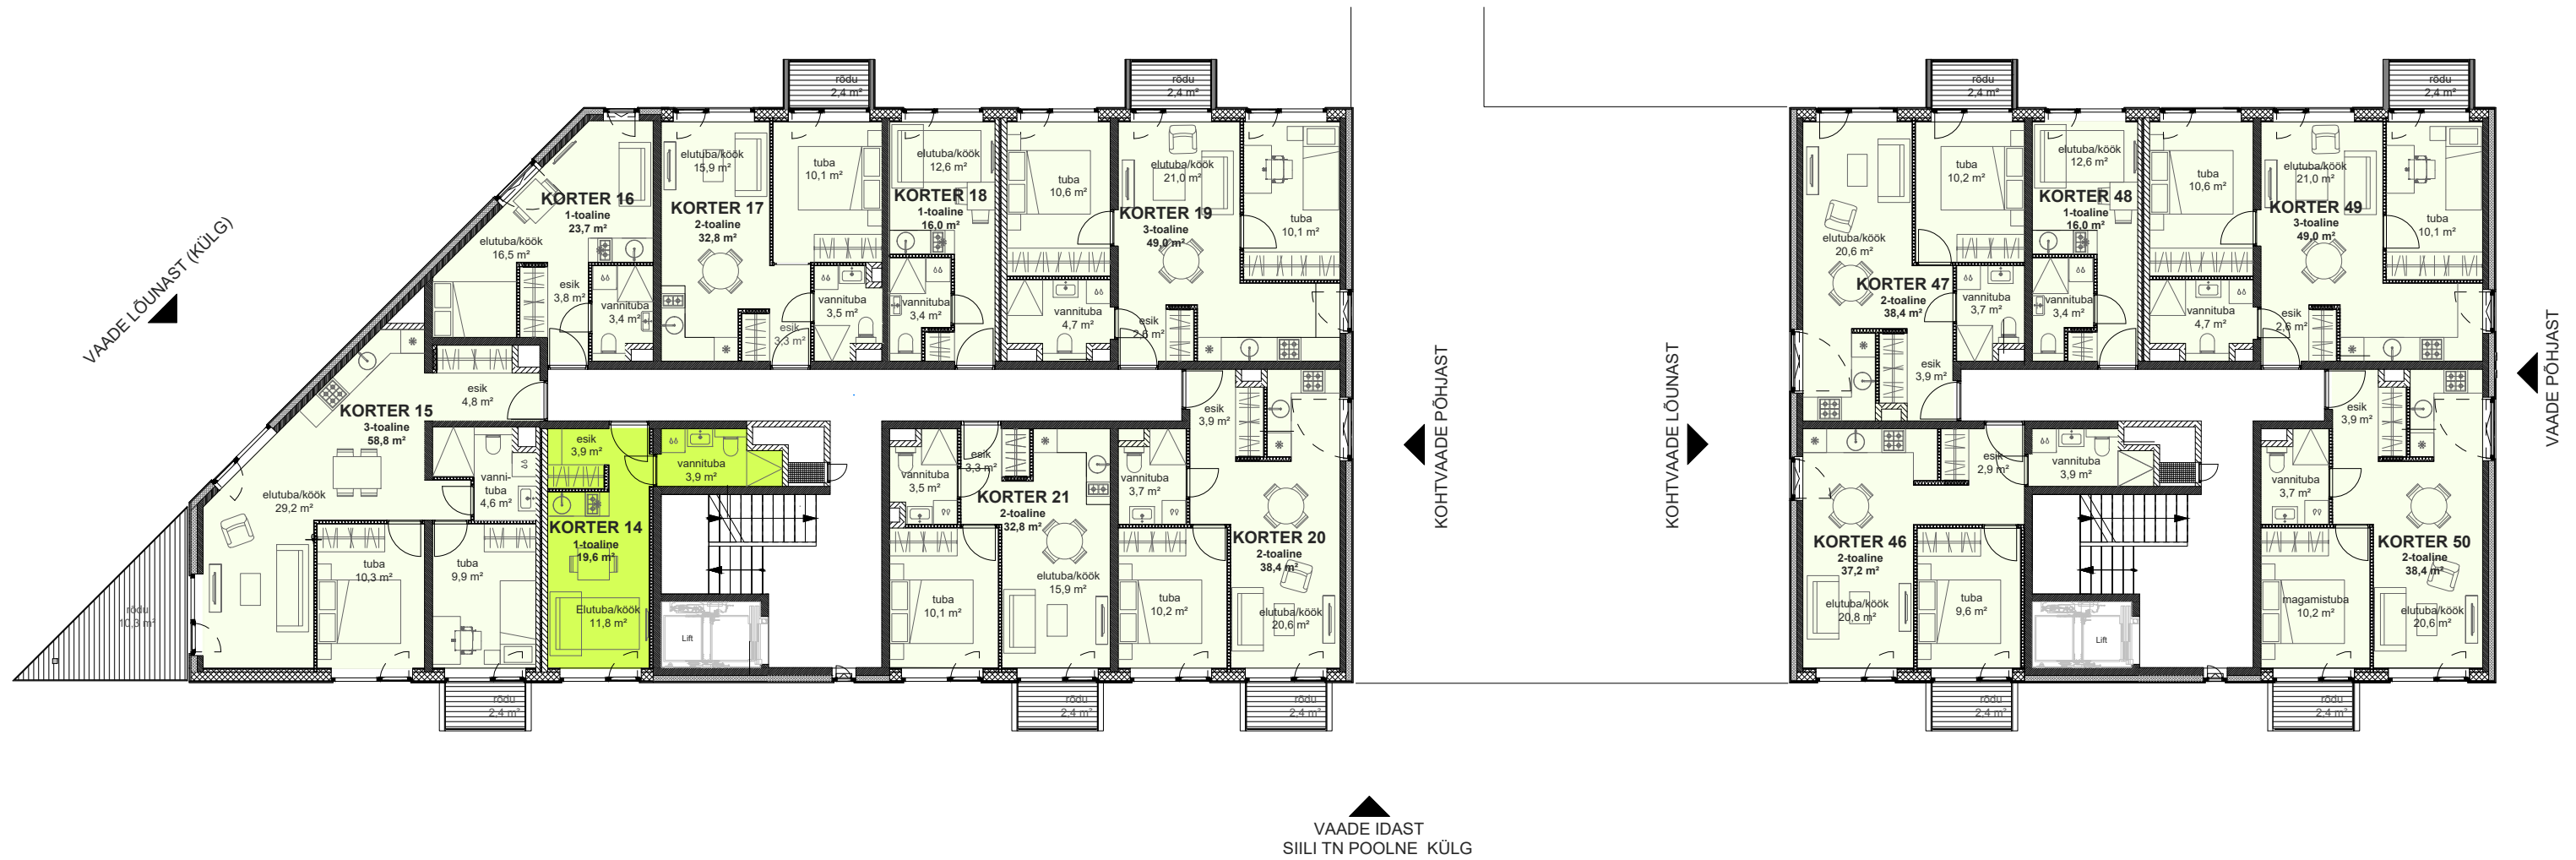 rõdu
2,4 m²
rõdu
2,4 m²
rõdu
2,4 m²
rõdu
2,4 m²
KORTER 16
1-toaline
23,7 m²
elutuba/köök
16,5 m²
esik
3,8 m²
vannituba
3,4 m²
elutuba/köök
15,9 m²
KORTER 17
2-toaline
32,8 m²
tuba
10,1 m²
esik
3,3 m²
vannituba
3,5 m²
elutuba/köök
12,6 m²
KORTER 18
1-toaline
16,0 m²
vannituba
3,4 m²
tuba
10,6 m²
vannituba
4,7 m²
elutuba/köök
21,0 m²
KORTER 19
3-toaline
49,0 m²
esik
2,6 m²
tuba
10,1 m²
VAADE LÕUNAST (KÜLG)
KORTER 15
3-toaline
58,8 m²
esik
4,8 m²
elutuba/köök
29,2 m²
vanni-
tuba
4,6 m²
tuba
10,3 m²
tuba
9,9 m²
rõdu
10,3 m²
rõdu
2,4 m²
esik
3,9 m²
vannituba
3,9 m²
KORTER 14
1-toaline
19,6 m²
Elutuba/köök
11,8 m²
Lift
vannituba
3,5 m²
esik
3,3 m²
KORTER 21
2-toaline
32,8 m²
elutuba/köök
15,9 m²
tuba
10,1 m²
rõdu
2,4 m²
vannituba
3,7 m²
esik
3,9 m²
KORTER 20
2-toaline
38,4 m²
tuba
10,2 m²
elutuba/köök
20,6 m²
rõdu
2,4 m²
KOHTVAADE PÕHJAST
KOHTVAADE LÕUNAST
elutuba/köök
20,6 m²
KORTER 47
2-toaline
38,4 m²
tuba
10,2 m²
vannituba
3,7 m²
esik
3,9 m²
elutuba/köök
12,6 m²
KORTER 48
1-toaline
16,0 m²
vannituba
3,4 m²
tuba
10,6 m²
vannituba
4,7 m²
elutuba/köök
21,0 m²
KORTER 49
3-toaline
49,0 m²
esik
2,6 m²
tuba
10,1 m²
esik
2,9 m²
vannituba
3,9 m²
KORTER 46
2-toaline
37,2 m²
elutuba/köök
20,8 m²
tuba
9,6 m²
rõdu
2,4 m²
Lift
vannituba
3,7 m²
esik
3,9 m²
KORTER 50
2-toaline
38,4 m²
magamistuba
10,2 m²
elutuba/köök
20,6 m²
rõdu
2,4 m²
VAADE PÕHJAST
VAADE IDAST
SIILI TN POOLNE KÜLG